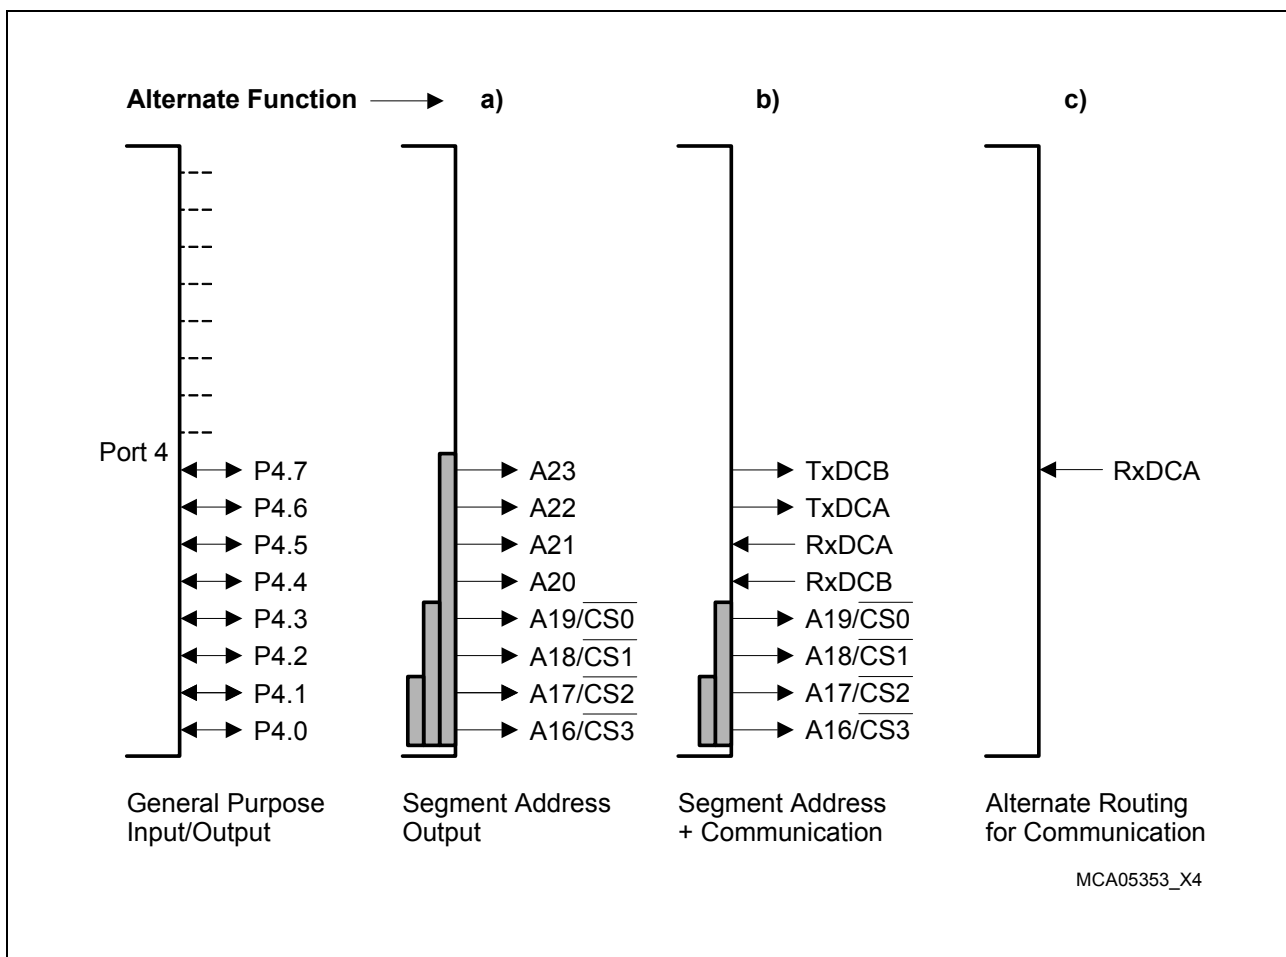 Alternate Function a) b) c)
Port 4
P4.7 A23 TxDCB RxDCA
P4.6 A22 TxDCA
P4.5 A21 RxDCA
P4.4 A20 RxDCB
P4.3 A19/CS0 A19/CS0
P4.2 A18/CS1 A18/CS1
P4.1 A17/CS2 A17/CS2
P4.0 A16/CS3 A16/CS3
General Purpose Segment Address Segment Address Alternate Routing
Input/Output Output + Communication for Communication
MCA05353_X4